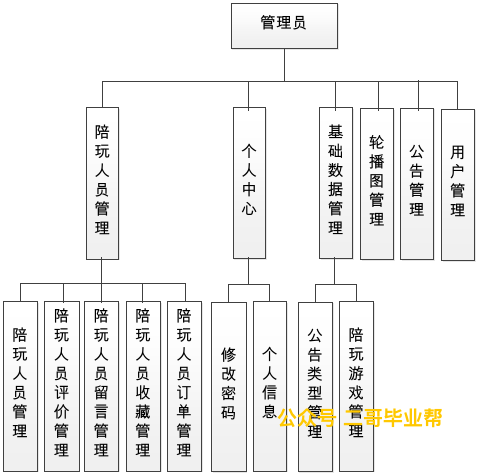 管理员
陪玩人员管理
个人中心
基础数据管理
轮播图管理
公告管理
用户管理
陪玩人员管理
陪玩人员评价管理
陪玩人员留言管理
陪玩人员收藏管理
陪玩人员订单管理
修改密码
个人信息
公告类型管理
陪玩游戏管理
公众号 二哥毕业帮